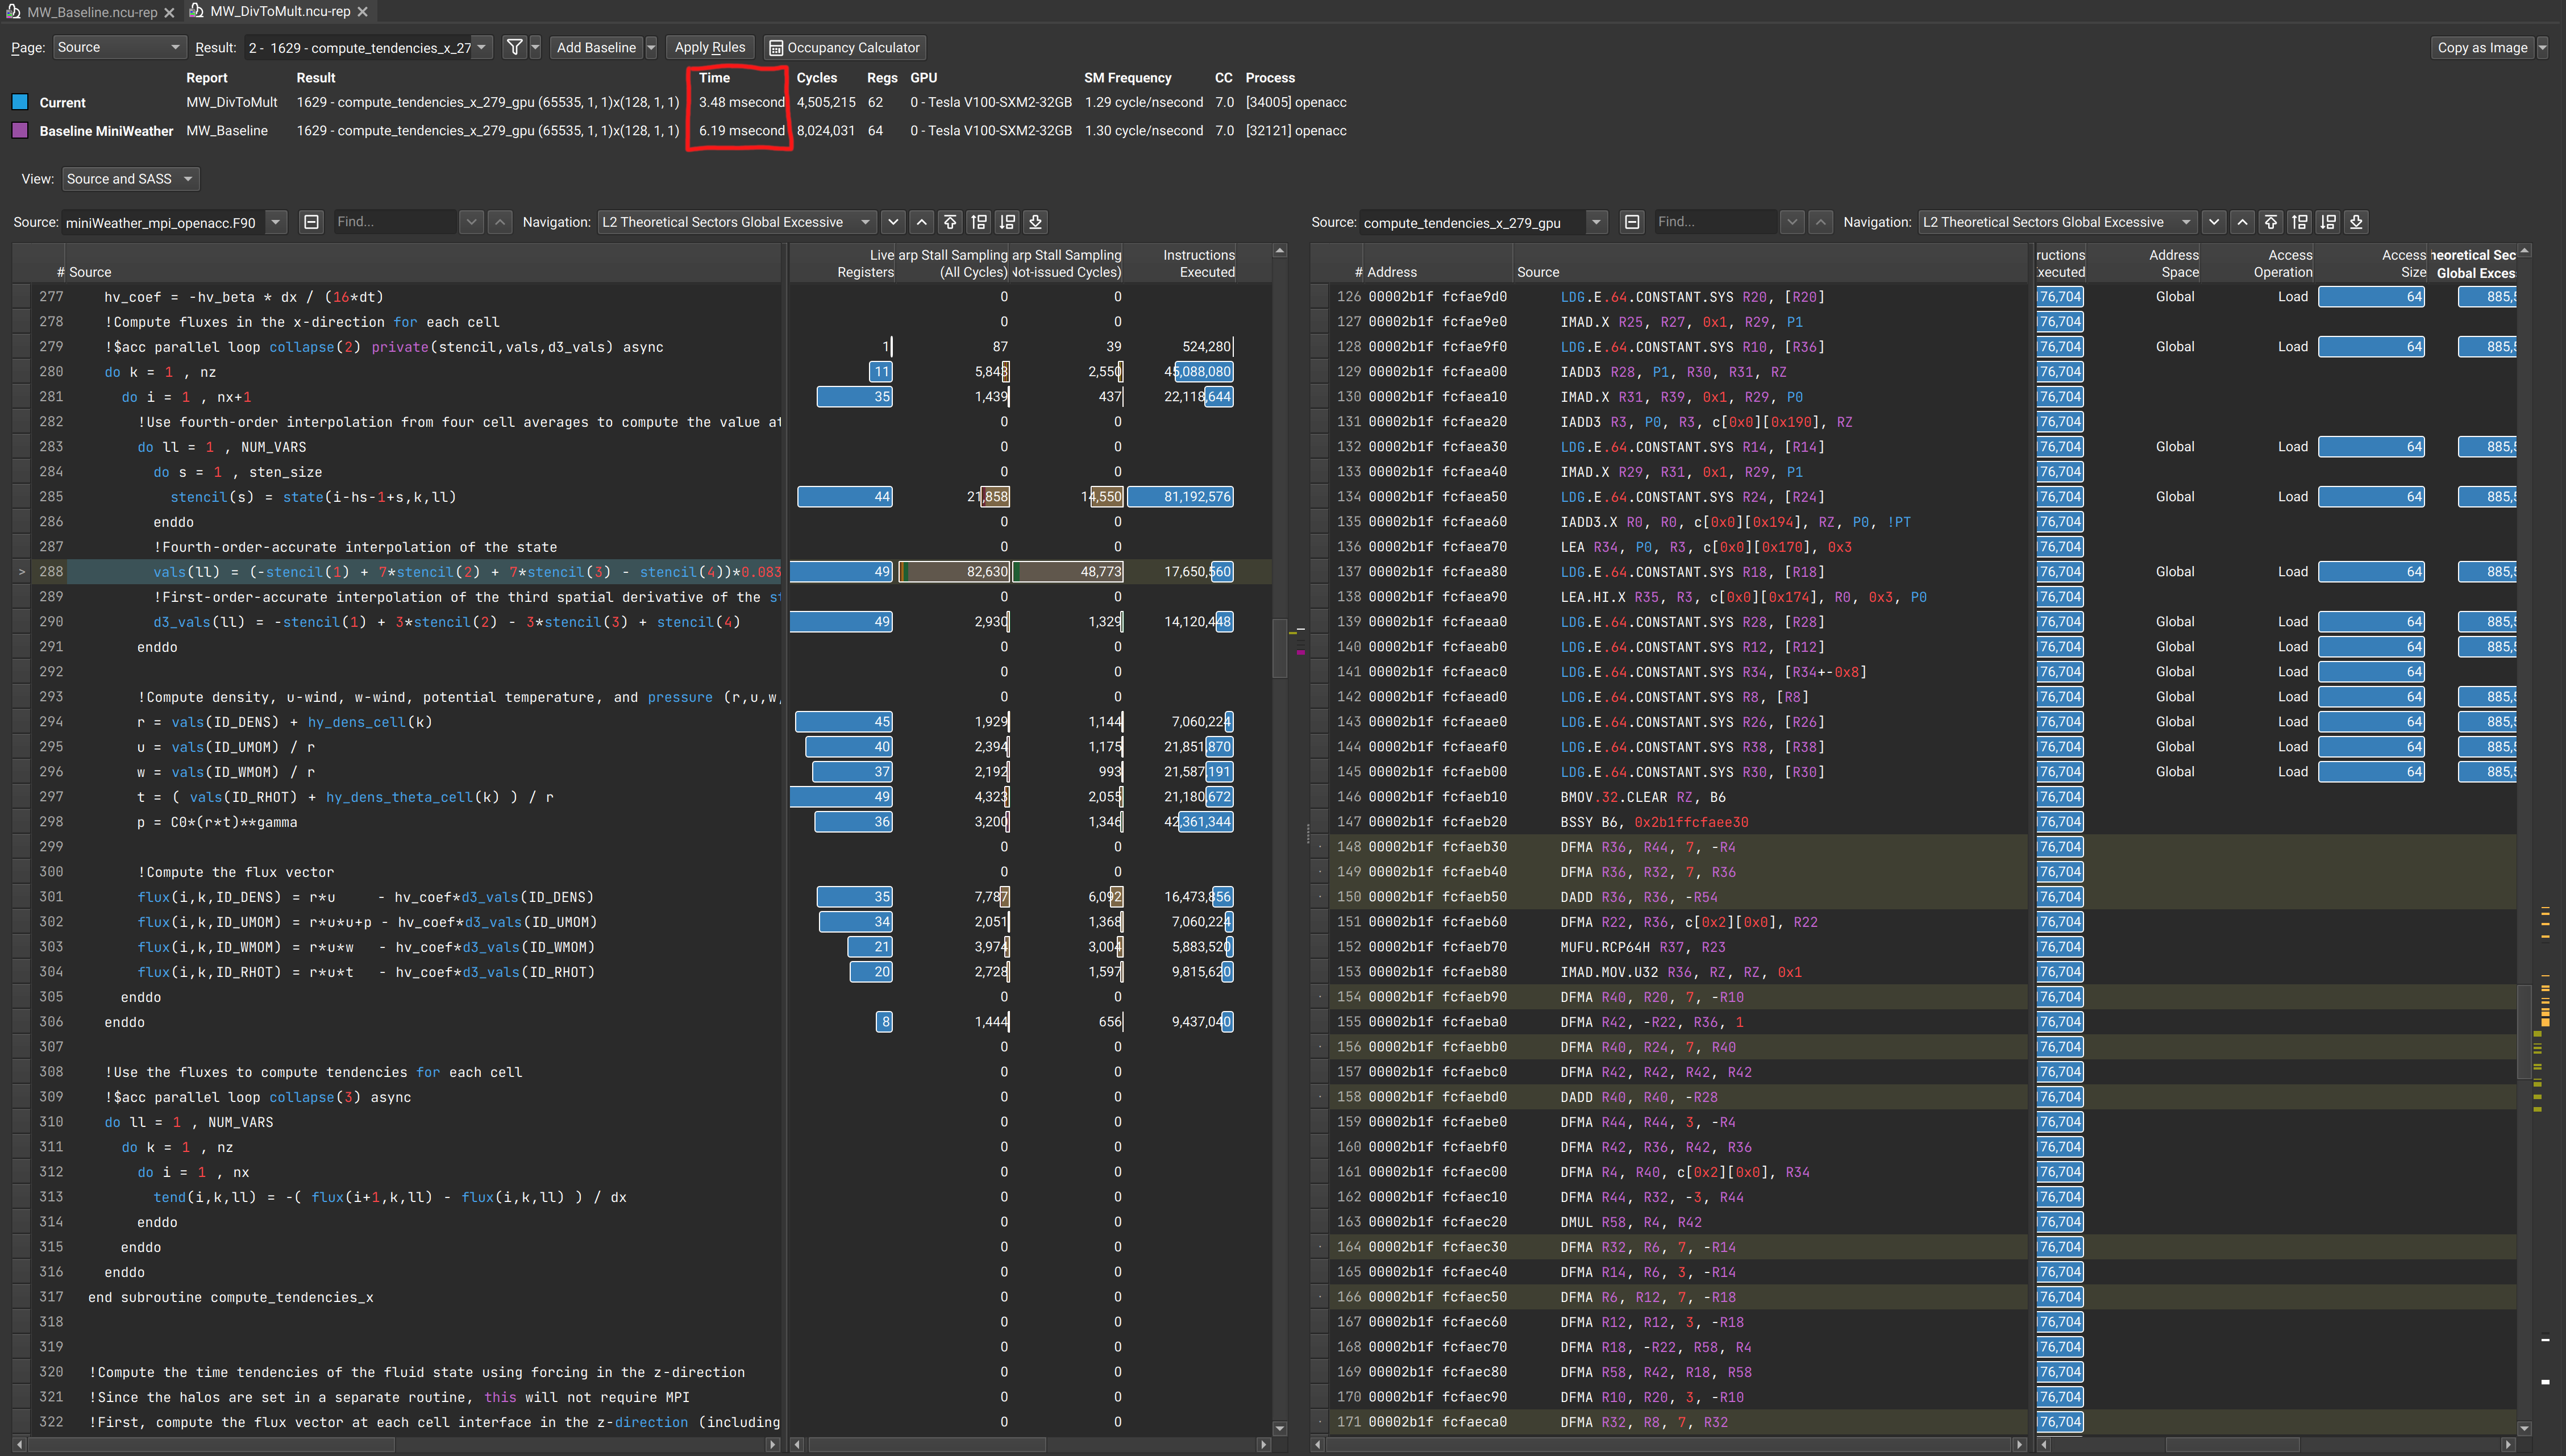 MW_Baseline.ncu-rep MW_DivToMult.ncu-rep
Page: Source Result: 2 - 1629 - compute_tendencies_x_27 Add Baseline Apply Rules Occupancy Calculator Copy as Image
Report Result Time Cycles Regs GPU SM Frequency CC Process
Current MW_DivToMult 1629 - compute_tendencies_x_279_gpu (65535, 1, 1)x(128, 1, 1) 3.48 msecond 4,505,215 62 0 - Tesla V100-SXM2-32GB 1.29 cycle/nsecond 7.0 [34005] openacc
Baseline MiniWeather MW_Baseline 1629 - compute_tendencies_x_279_gpu (65535, 1, 1)x(128, 1, 1) 6.19 msecond 8,024,031 64 0 - Tesla V100-SXM2-32GB 1.30 cycle/nsecond 7.0 [32121] openacc
View: Source and SASS
Source: miniWeather_mpi_openacc.F90 Find... Navigation: L2 Theoretical Sectors Global Excessive
# Source Live Registers arp Stall Sampling (All Cycles) arp Stall Sampling Not-issued Cycles) Instructions Executed
277 hv_coef = -hv_beta * dx / (16*dt) 0 0
278 !Compute fluxes in the x-direction for each cell 0 0
279 !$acc parallel loop collapse(2) private(stencil,vals,d3_vals) async 1 87 39 524,280
280 do k = 1 , nz 11 5,843 2,550 45,088,080
281 do i = 1 , nx+1 35 1,439 437 22,118,644
282 !Use fourth-order interpolation from four cell averages to compute the value at 0 0
283 do ll = 1 , NUM_VARS 0 0
284 do s = 1 , sten_size 0 0
285 stencil(s) = state(i-hs-1+s,k,ll) 44 21,858 14,550 81,192,576
286 enddo 0 0
287 !Fourth-order-accurate interpolation of the state 0 0
> 288 vals(ll) = (-stencil(1) + 7*stencil(2) + 7*stencil(3) - stencil(4))*0.083 49 82,630 48,773 17,650,560
289 !First-order-accurate interpolation of the third spatial derivative of the st 0 0
290 d3_vals(ll) = -stencil(1) + 3*stencil(2) - 3*stencil(3) + stencil(4) 49 2,930 1,329 14,120,448
291 enddo 0 0
292 0 0
293 !Compute density, u-wind, w-wind, potential temperature, and pressure (r,u,w, 0 0
294 r = vals(ID_DENS) + hy_dens_cell(k) 45 1,929 1,144 7,060,224
295 u = vals(ID_UMOM) / r 40 2,394 1,175 21,851,870
296 w = vals(ID_WMOM) / r 37 2,192 993 21,587,191
297 t = ( vals(ID_RHOT) + hy_dens_theta_cell(k) ) / r 49 4,323 2,055 21,180,672
298 p = C0*(r*t)**gamma 36 3,200 1,346 42,361,344
299 0 0
300 !Compute the flux vector 0 0
301 flux(i,k,ID_DENS) = r*u - hv_coef*d3_vals(ID_DENS) 35 7,787 6,092 16,473,856
302 flux(i,k,ID_UMOM) = r*u*u+p - hv_coef*d3_vals(ID_UMOM) 34 2,051 1,368 7,060,224
303 flux(i,k,ID_WMOM) = r*u*w - hv_coef*d3_vals(ID_WMOM) 21 3,974 3,004 5,883,520
304 flux(i,k,ID_RHOT) = r*u*t - hv_coef*d3_vals(ID_RHOT) 20 2,728 1,597 9,815,620
305 enddo 0 0
306 enddo 8 1,444 656 9,437,040
307 0 0
308 !Use the fluxes to compute tendencies for each cell 0 0
309 !$acc parallel loop collapse(3) async 0 0
310 do ll = 1 , NUM_VARS 0 0
311 do k = 1 , nz 0 0
312 do i = 1 , nx 0 0
313 tend(i,k,ll) = -( flux(i+1,k,ll) - flux(i,k,ll) ) / dx 0 0
314 enddo 0 0
315 enddo 0 0
316 enddo 0 0
317 end subroutine compute_tendencies_x 0 0
318 0 0
319 0 0
320 !Compute the time tendencies of the fluid state using forcing in the z-direction 0 0
321 !Since the halos are set in a separate routine, this will not require MPI 0 0
322 !First, compute the flux vector at each cell interface in the z-direction (including 0 0
Source: compute_tendencies_x_279_gpu Find... Navigation: L2 Theoretical Sectors Global Excessive
# Address Source ructions xecuted Address Space Access Operation Access Size heoretical Sec Global Exces
126 00002b1f fcfae9d0 LDG.E.64.CONSTANT.SYS R20, [R20] 76,704 Global Load 64 885,5
127 00002b1f fcfae9e0 IMAD.X R25, R27, 0x1, R29, P1 76,704
128 00002b1f fcfae9f0 LDG.E.64.CONSTANT.SYS R10, [R36] 76,704 Global Load 64 885,5
129 00002b1f fcfaea00 IADD3 R28, P1, R30, R31, RZ 76,704
130 00002b1f fcfaea10 IMAD.X R31, R39, 0x1, R29, P0 76,704
131 00002b1f fcfaea20 IADD3 R3, P0, R3, c[0x0][0x190], RZ 76,704
132 00002b1f fcfaea30 LDG.E.64.CONSTANT.SYS R14, [R14] 76,704 Global Load 64 885,5
133 00002b1f fcfaea40 IMAD.X R29, R31, 0x1, R29, P1 76,704
134 00002b1f fcfaea50 LDG.E.64.CONSTANT.SYS R24, [R24] 76,704 Global Load 64 885,5
135 00002b1f fcfaea60 IADD3.X R0, R0, c[0x0][0x194], RZ, P0, !PT 76,704
136 00002b1f fcfaea70 LEA R34, P0, R3, c[0x0][0x170], 0x3 76,704
137 00002b1f fcfaea80 LDG.E.64.CONSTANT.SYS R18, [R18] 76,704 Global Load 64 885,5
138 00002b1f fcfaea90 LEA.HI.X R35, R3, c[0x0][0x174], R0, 0x3, P0 76,704
139 00002b1f fcfaeaa0 LDG.E.64.CONSTANT.SYS R28, [R28] 76,704 Global Load 64 885,5
140 00002b1f fcfaeab0 LDG.E.64.CONSTANT.SYS R12, [R12] 76,704 Global Load 64 885,5
141 00002b1f fcfaeac0 LDG.E.64.CONSTANT.SYS R34, [R34+-0x8] 76,704 Global Load 64
142 00002b1f fcfaead0 LDG.E.64.CONSTANT.SYS R8, [R8] 76,704 Global Load 64 885,5
143 00002b1f fcfaeae0 LDG.E.64.CONSTANT.SYS R26, [R26] 76,704 Global Load 64 885,5
144 00002b1f fcfaeaf0 LDG.E.64.CONSTANT.SYS R38, [R38] 76,704 Global Load 64 885,5
145 00002b1f fcfaeb00 LDG.E.64.CONSTANT.SYS R30, [R30] 76,704 Global Load 64 885,5
146 00002b1f fcfaeb10 BMOV.32.CLEAR RZ, B6 76,704
147 00002b1f fcfaeb20 BSSY B6, 0x2b1ffcfaee30 76,704
148 00002b1f fcfaeb30 DFMA R36, R44, 7, -R4 76,704
149 00002b1f fcfaeb40 DFMA R36, R32, 7, R36 76,704
150 00002b1f fcfaeb50 DADD R36, R36, -R54 76,704
151 00002b1f fcfaeb60 DFMA R22, R36, c[0x2][0x0], R22 76,704
152 00002b1f fcfaeb70 MUFU.RCP64H R37, R23 76,704
153 00002b1f fcfaeb80 IMAD.MOV.U32 R36, RZ, RZ, 0x1 76,704
154 00002b1f fcfaeb90 DFMA R40, R20, 7, -R10 76,704
155 00002b1f fcfaeba0 DFMA R42, -R22, R36, 1 76,704
156 00002b1f fcfaebb0 DFMA R40, R24, 7, R40 76,704
157 00002b1f fcfaebc0 DFMA R42, R42, R42, R42 76,704
158 00002b1f fcfaebd0 DADD R40, R40, -R28 76,704
159 00002b1f fcfaebe0 DFMA R44, R44, 3, -R4 76,704
160 00002b1f fcfaebf0 DFMA R42, R36, R42, R36 76,704
161 00002b1f fcfaec00 DFMA R4, R40, c[0x2][0x0], R34 76,704
162 00002b1f fcfaec10 DFMA R44, R32, -3, R44 76,704
163 00002b1f fcfaec20 DMUL R58, R4, R42 76,704
164 00002b1f fcfaec30 DFMA R32, R6, 7, -R14 76,704
165 00002b1f fcfaec40 DFMA R14, R6, 3, -R14 76,704
166 00002b1f fcfaec50 DFMA R6, R12, 7, -R18 76,704
167 00002b1f fcfaec60 DFMA R12, R12, 3, -R18 76,704
168 00002b1f fcfaec70 DFMA R18, -R22, R58, R4 76,704
169 00002b1f fcfaec80 DFMA R58, R42, R18, R58 76,704
170 00002b1f fcfaec90 DFMA R10, R20, 3, -R10 76,704
171 00002b1f fcfaeca0 DFMA R32, R8, 7, R32 76,704